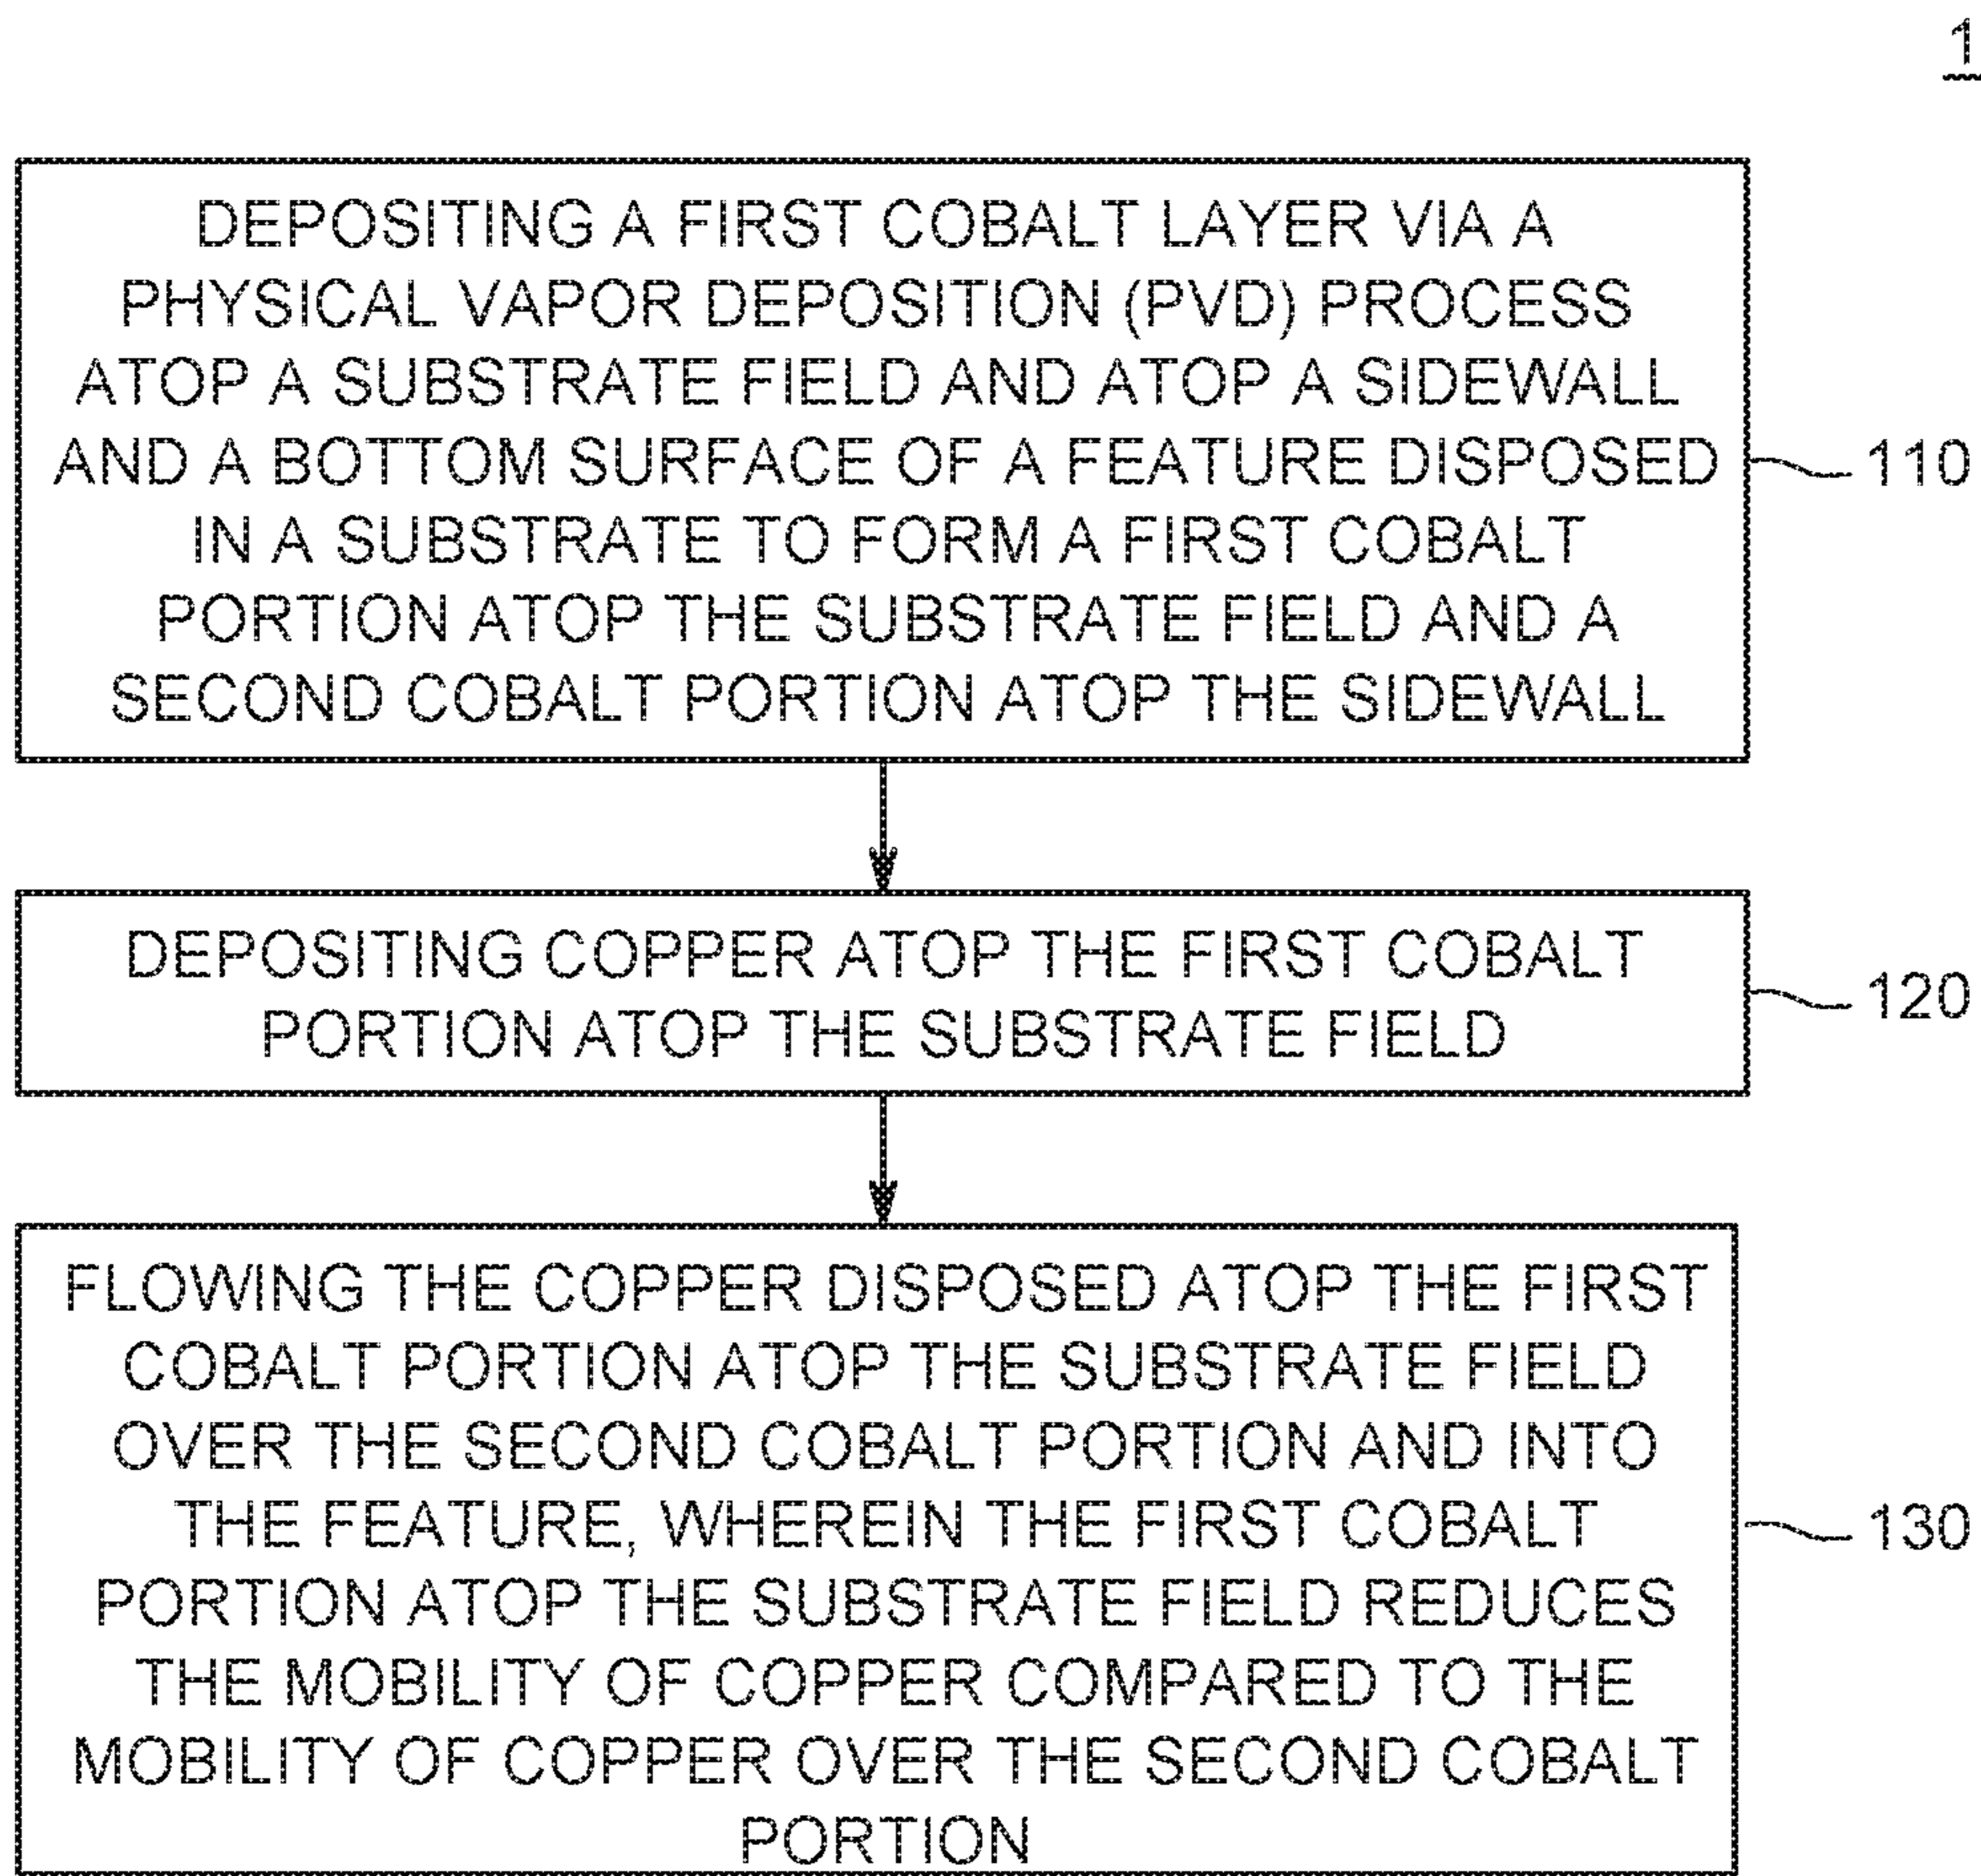 1
DEPOSITING A FIRST COBALT LAYER VIA A
PHYSICAL VAPOR DEPOSITION (PVD) PROCESS
ATOP A SUBSTRATE FIELD AND ATOP A SIDEWALL
AND A BOTTOM SURFACE OF A FEATURE DISPOSED
IN A SUBSTRATE TO FORM A FIRST COBALT
PORTION ATOP THE SUBSTRATE FIELD AND A
SECOND COBALT PORTION ATOP THE SIDEWALL
110
DEPOSITING COPPER ATOP THE FIRST COBALT
PORTION ATOP THE SUBSTRATE FIELD
120
FLOWING THE COPPER DISPOSED ATOP THE FIRST
COBALT PORTION ATOP THE SUBSTRATE FIELD
OVER THE SECOND COBALT PORTION AND INTO
THE FEATURE, WHEREIN THE FIRST COBALT
PORTION ATOP THE SUBSTRATE FIELD REDUCES
THE MOBILITY OF COPPER COMPARED TO THE
MOBILITY OF COPPER OVER THE SECOND COBALT
PORTION
130